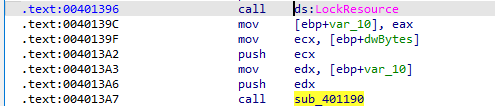 .text:00401396 call ds:LockResource
.text:0040139C mov [ebp+var_10], eax
.text:0040139F mov ecx, [ebp+dwBytes]
.text:004013A2 push ecx
.text:004013A3 mov edx, [ebp+var_10]
.text:004013A6 push edx
.text:004013A7 call sub_401190